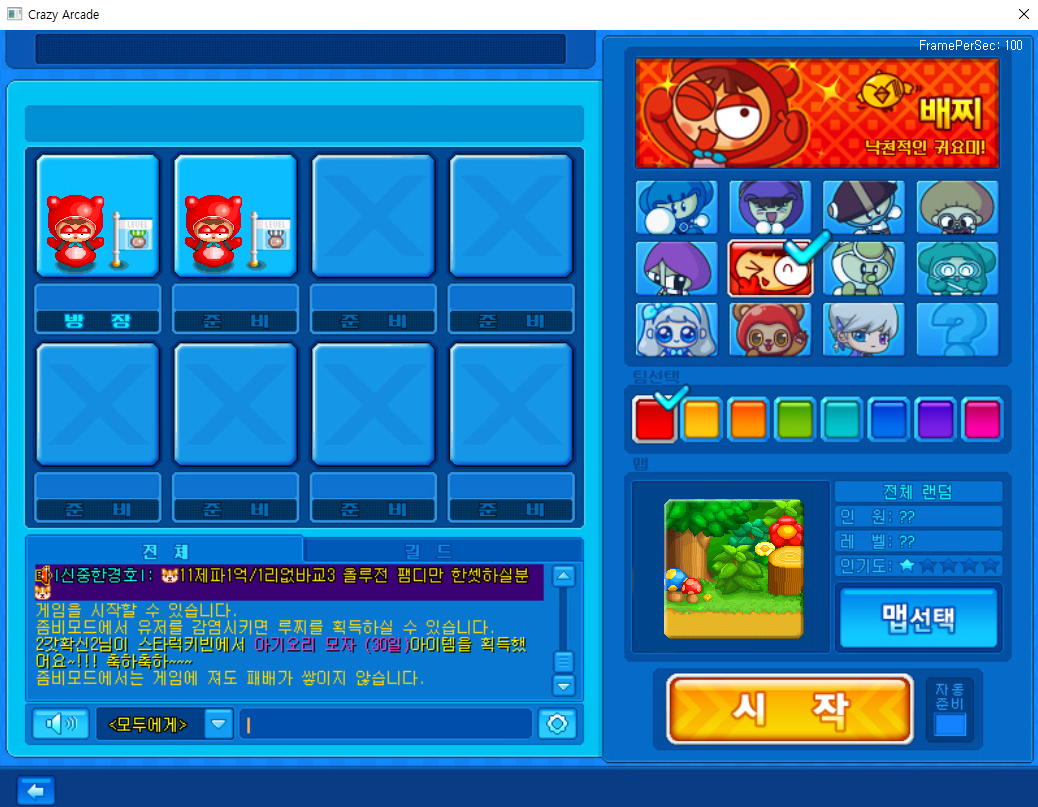 Crazy Arcade
FramePerSec: 100
배찌
낙천적인 귀요미!
LEVEL
LEVEL
방 장
준 비
준 비
준 비
준 비
준 비
준 비
준 비
팀선택
맵
전체 랜덤
인 원: ??
레 벨: ??
인기도:
맵선택
시 작
자동
준비
전 체
길 드
[신중한경호]: 11제파1억/1리없바교3 올루전 팸디만 한셋하실분
게임을 시작할 수 있습니다.
좀비모드에서 유저를 감염시키면 루찌를 획득하실 수 있습니다.
2갓확신2님이 스타럭키빈에서 아기오리 모자 (30일)아이템을 획득했
어요~!!! 축하축하~~~
좀비모드에서는 게임에 져도 패배가 쌓이지 않습니다.
<모두에게>